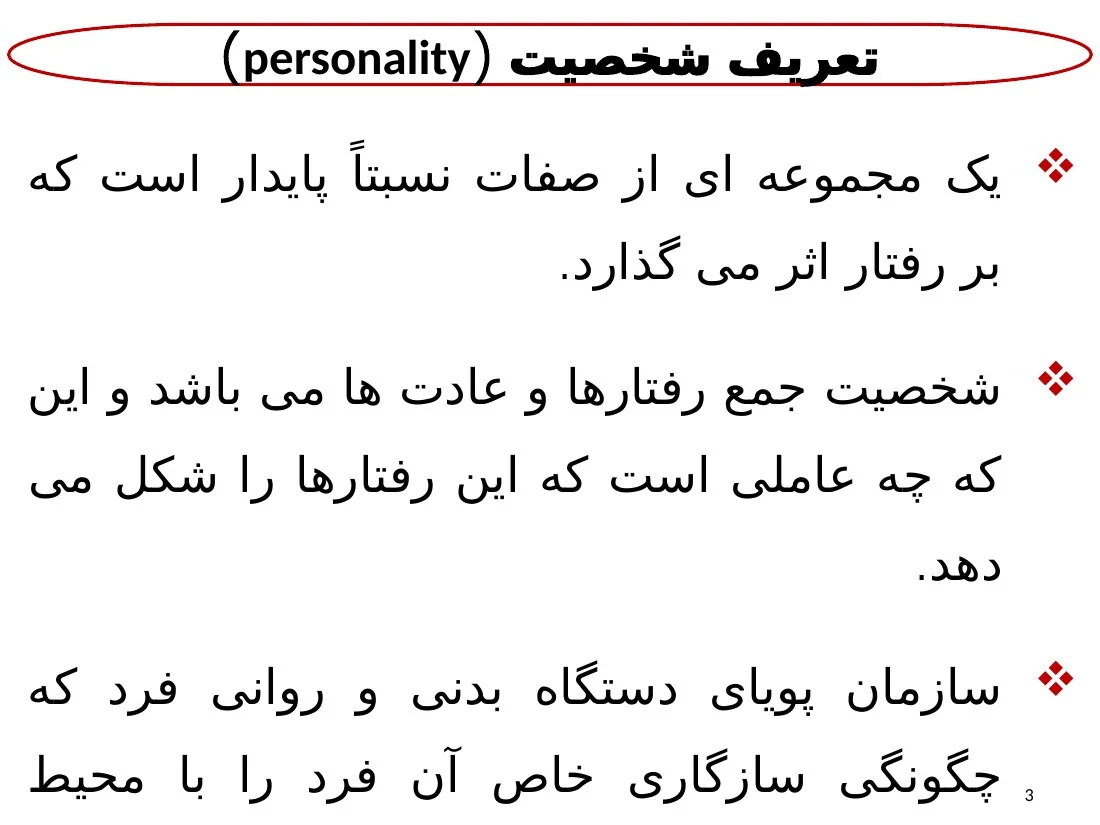 تعریف شخصیت (personality)
❖ یک مجموعه ای از صفات نسبتاً پایدار است که
بر رفتار اثر می گذارد.
❖ شخصیت جمع رفتارها و عادت ها می باشد و این
که چه عاملی است که این رفتارها را شکل می
دهد.
❖ سازمان پویای دستگاه بدنی و روانی فرد که
چگونگی سازگاری خاص آن فرد را با محیط
3